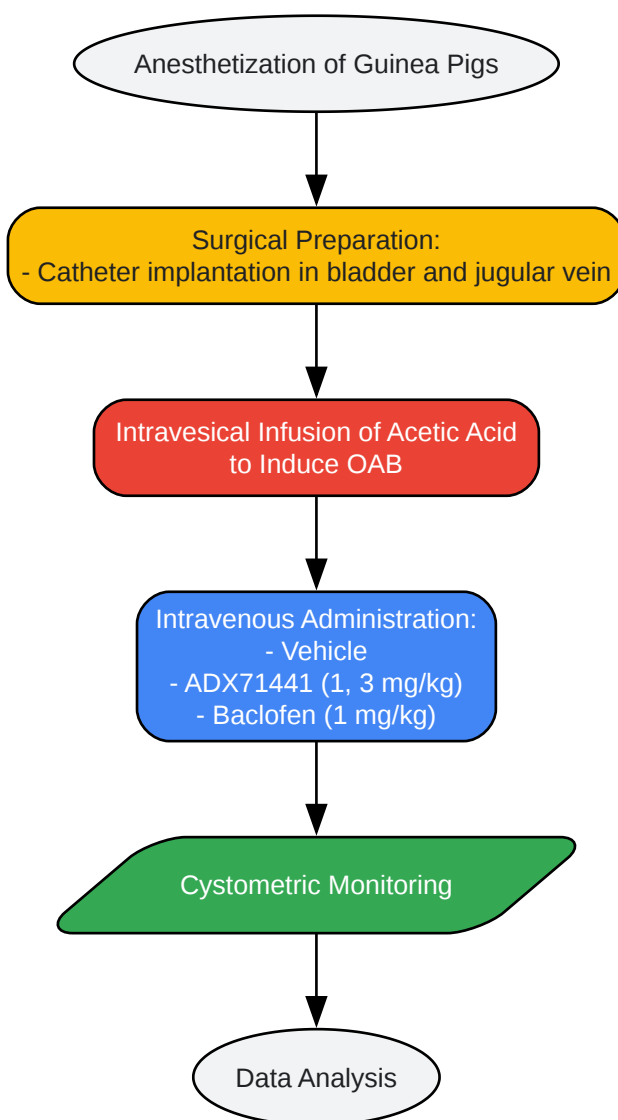 Anesthetization of Guinea Pigs
Surgical Preparation:
- Catheter implantation in bladder and jugular vein
Intravesical Infusion of Acetic Acid
to Induce OAB
Intravenous Administration:
- Vehicle
- ADX71441 (1, 3 mg/kg)
- Baclofen (1 mg/kg)
Cystometric Monitoring
Data Analysis